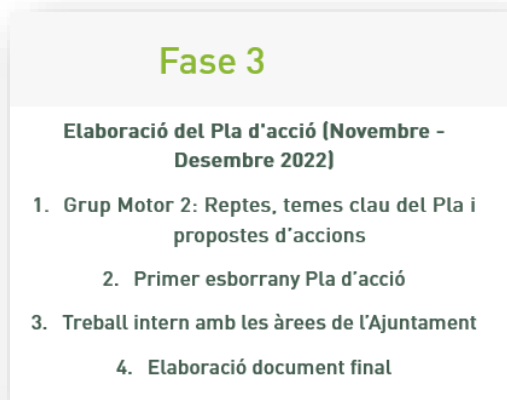 Fase 3
Elaboració del Pla d'acció (Novembre -
Desembre 2022)
1. Grup Motor 2: Reptes, temes clau del Pla i
propostes d’accions
2. Primer esborrany Pla d’acció
3. Treball intern amb les àrees de l’Ajuntament
4. Elaboració document final